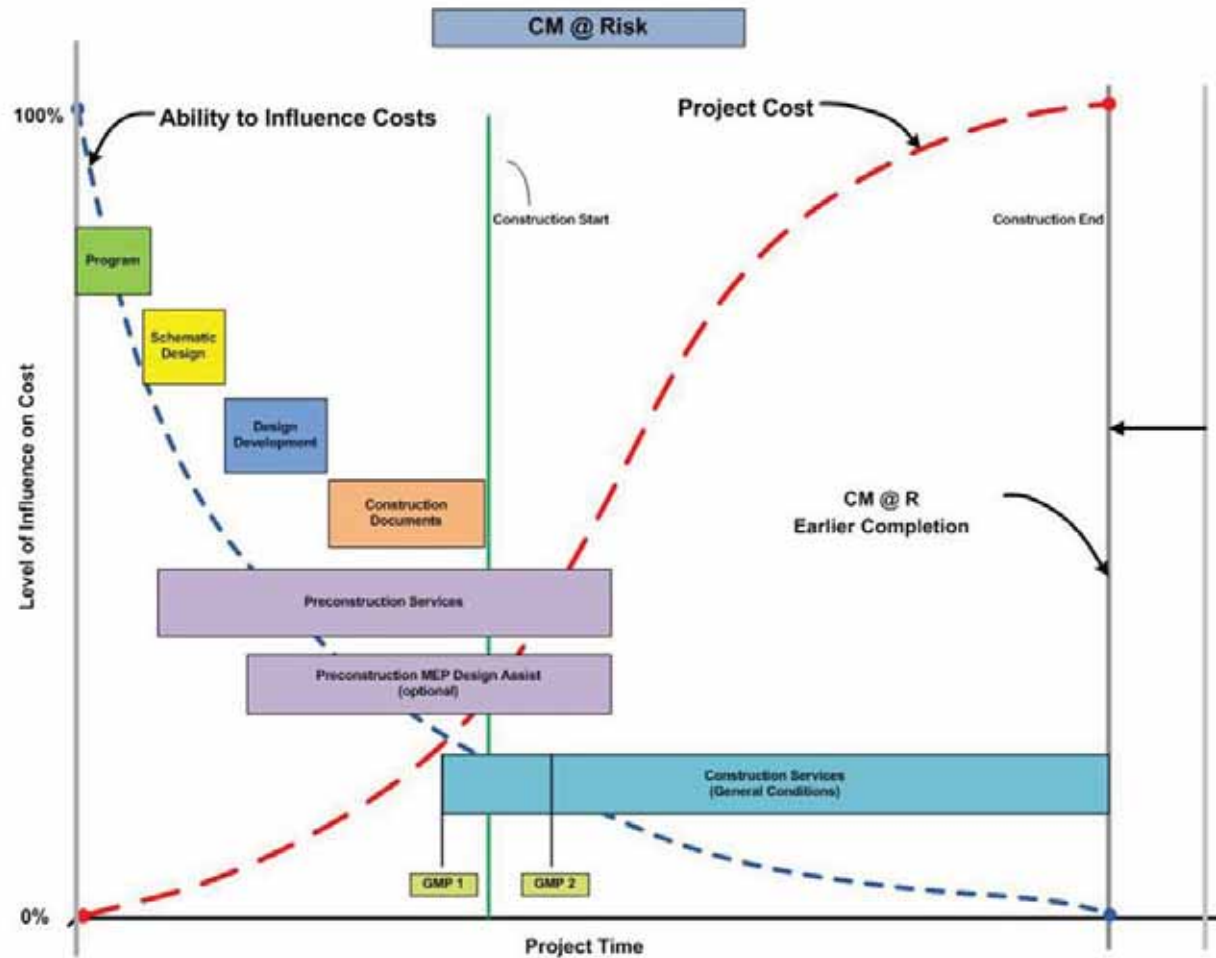 CM @ Risk
100%
Ability to Influence Costs
Project Cost
Construction Start
Construction End
Program
Schematic
Design
Design
Development
Construction
Documents
Level of Influence on Cost
CM @ R
Earlier Completion
Preconstruction Services
Preconstruction MEP Design Assist
(optional)
Construction Services
(General Conditions)
GMP 1
GMP 2
0%
Project Time